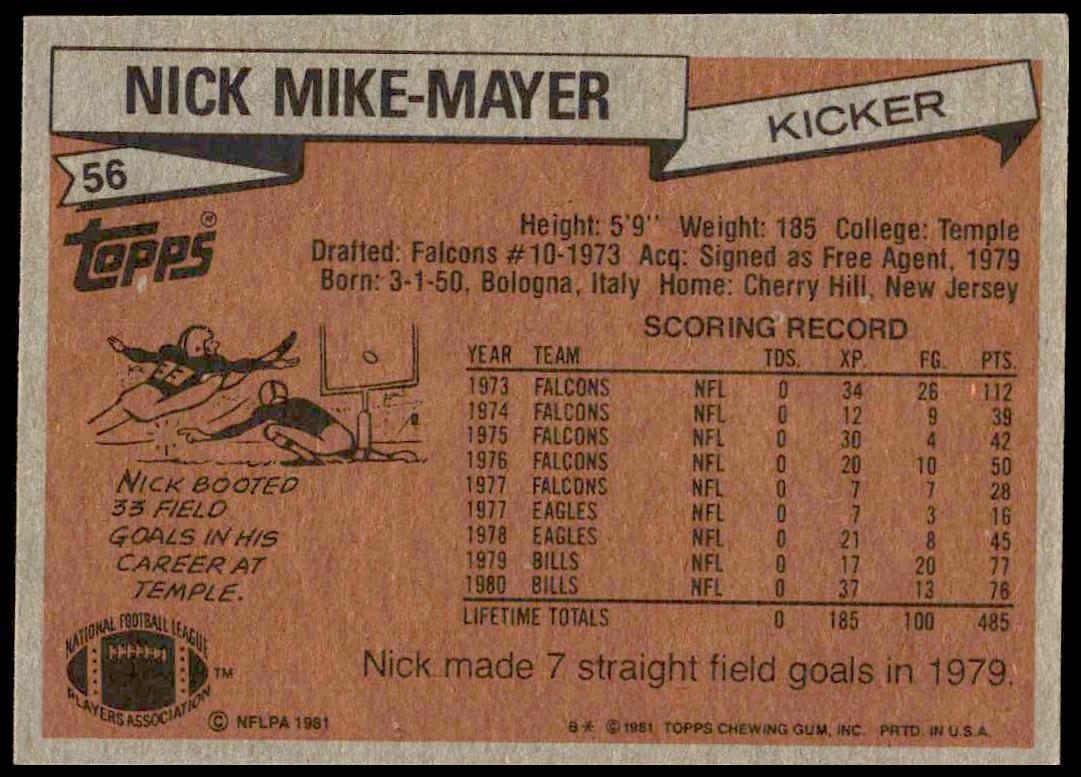 NICK MIKE-MAYER
KICKER
56
TOPPS®
Height: 5'9'' Weight: 185 College: Temple
Drafted: Falcons #10-1973 Acq: Signed as Free Agent, 1979
Born: 3-1-50, Bologna, Italy Home: Cherry Hill, New Jersey
SCORING RECORD
YEAR TEAM TDS. XP. FG. PTS.
1973 FALCONS NFL 0 34 26 112
1974 FALCONS NFL 0 12 9 39
1975 FALCONS NFL 0 30 4 42
1976 FALCONS NFL 0 20 10 50
1977 FALCONS NFL 0 7 7 28
1977 EAGLES NFL 0 7 3 16
1978 EAGLES NFL 0 21 8 45
1979 BILLS NFL 0 17 20 77
1980 BILLS NFL 0 37 13 76
LIFETIME TOTALS 0 185 100 485
NICK BOOTED
33 FIELD
GOALS IN HIS
CAREER AT
TEMPLE.
Nick made 7 straight field goals in 1979.
NATIONAL FOOTBALL LEAGUE
PLAYERS ASSOCIATION
TM
© NFLPA 1981
B* © 1981 TOPPS CHEWING GUM, INC. PRTD. IN U.S.A.